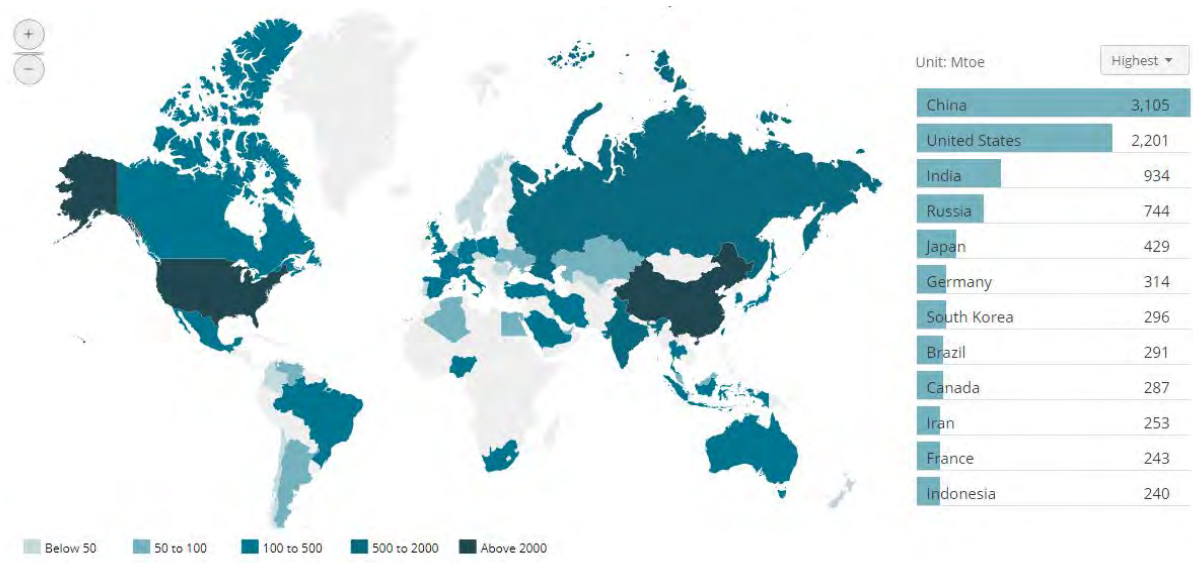 +
−
Unit: Mtoe
Highest
China 3,105
United States 2,201
India 934
Russia 744
Japan 429
Germany 314
South Korea 296
Brazil 291
Canada 287
Iran 253
France 243
Indonesia 240
Below 50 50 to 100 100 to 500 500 to 2000 Above 2000